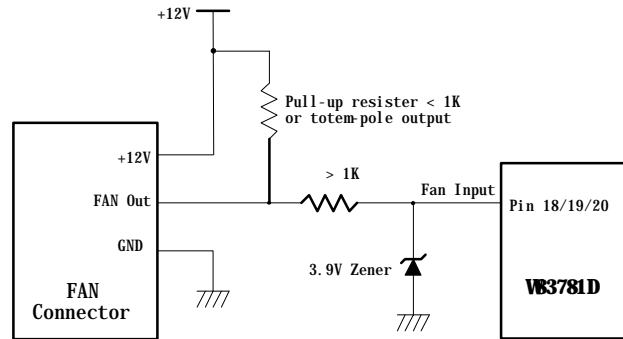 +12V
Pull-up resister < 1K
or totem-pole output
+12V
FAN Out
GND
FAN
Connector
> 1K
Fan Input
3.9V Zener
Pin 18/19/20
W83781D